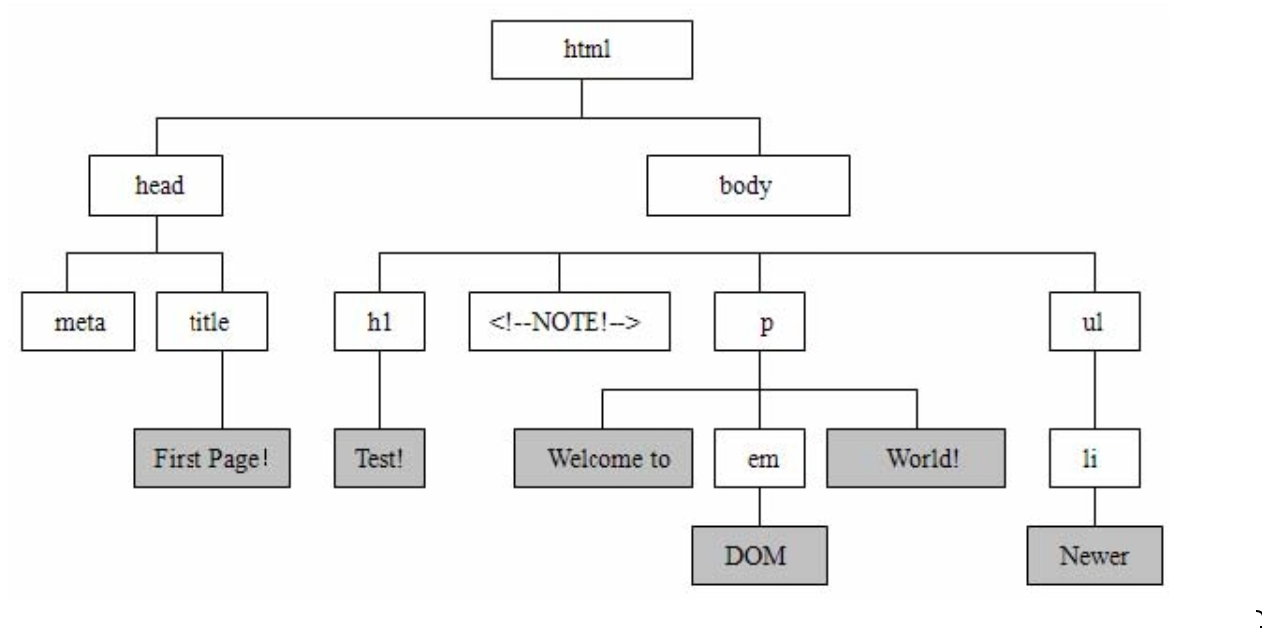 html
head
body
meta
title
h1
<!--NOTE!-->
p
ul
First Page!
Test!
Welcome to
em
World!
li
DOM
Newer